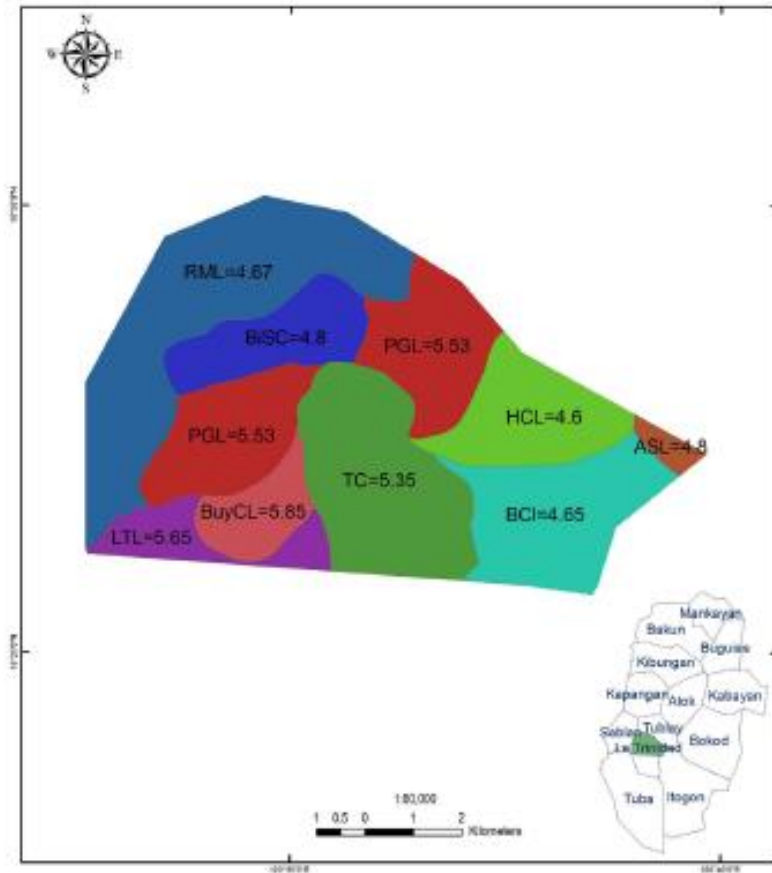 N
W E
S
RML=4.67
BiSC=4.8
PGL=5.53
HCL=4.6
ASL=4.8
PGL=5.53
TC=5.35
BuyCL=5.85
BCl=4.65
LTL=5.65
Mankayan
Bakun
Buguias
Kibungan
Kapangan
Atok
Kabayan
Sablan
Tublay
Bokod
La Trinidad
Tuba
Itogon
1:80,000
1 0.5 0 1 2
Kilometers